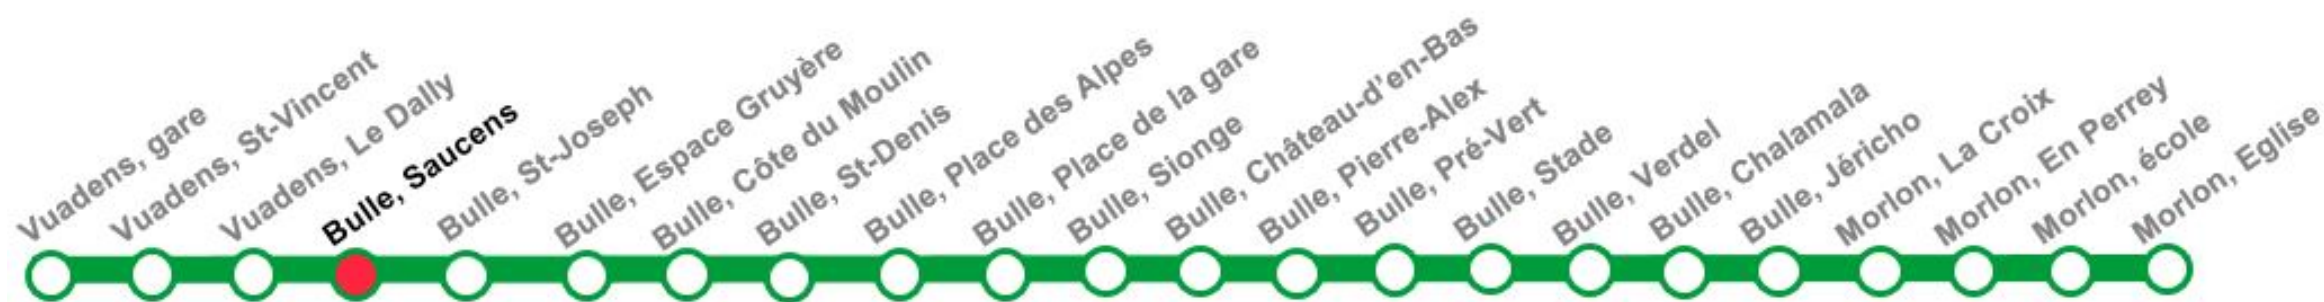 Vuadens, gare
Vuadens, St-Vincent
Vuadens, Le Dally
Bulle, Saucens
Bulle, St-Joseph
Bulle, Espace Gruyère
Bulle, Côte du Moulin
Bulle, St-Denis
Bulle, Place des Alpes
Bulle, Place de la gare
Bulle, Sionge
Bulle, Château-d'en-Bas
Bulle, Pierre-Alex
Bulle, Pré-Vert
Bulle, Stade
Bulle, Verdel
Bulle, Chalamala
Bulle, Jéricho
Morlon, La Croix
Morlon, En Perrey
Morlon, école
Morlon, Eglise